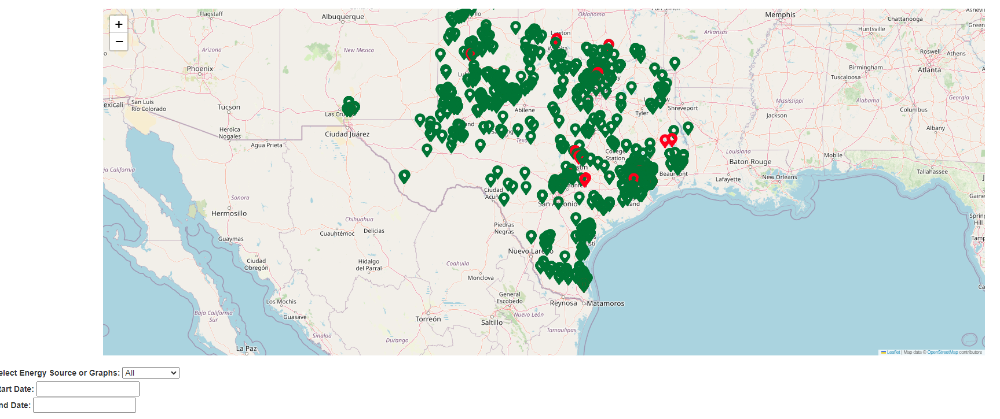 Flagstaff
Albuquerque
Oklahoma
Memphis
Chattanooga
Huntsville
Green
Lawton
Arkansas
Arizona
New Mexico
Roswell
Athens
Phoenix
Birmingham
Atlanta
Tuscaloosa
San Luis
Río Colorado
exicali
Tucson
Las Cru
Abilene
Tyler
Shreveport
Mississippi
Alabama
Georgia
Columbus
Jackson
Heroica
Nogales
Agua Prieta
Ciudad Juárez
Texa
Albany
College
Station
Louisiana
Baton Rouge
Mobile
Tallahassee
ja California
Beaumont
New Orleans
Lafayette
Ciudad
Acuñ
San Antonio
Sonora
Hermosillo
Chihuahua
Cuauhtémoc
Delicias
Piedras
Negras
Gaine
Spring
Hill
Tamp
Guaymas
Nuevo Laredo
Ciudad
Obregón
Hidalgo
del Parral
Coahuila
Monclova
General
Escobedo
Los Mochis
Guasave
Reynosa
Matamoros
Baja California
Sur
Torreón
Saltillo
Nuevo León
Tamaulipas
Sinaloa
Durango
La Paz
+
−
Leaflet | Map data © OpenStreetMap contributors
elect Energy Source or Graphs: All
tart Date:
nd Date: